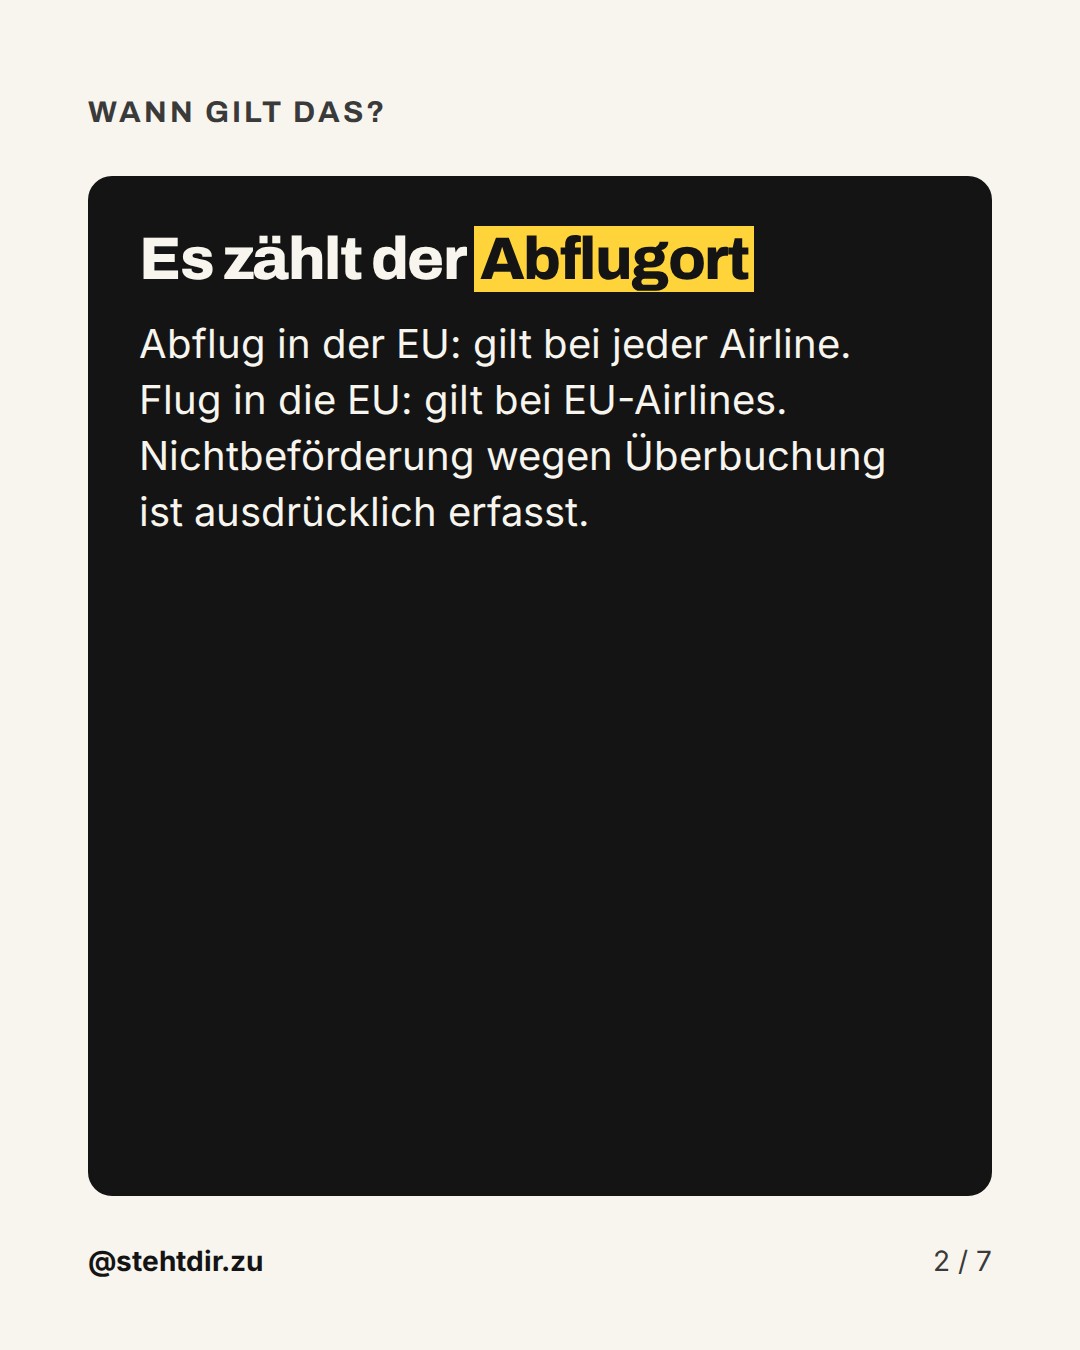 WANN GILT DAS?
Es zählt der Abflugort
Abflug in der EU: gilt bei jeder Airline.
Flug in die EU: gilt bei EU-Airlines.
Nichtbeförderung wegen Überbuchung
ist ausdrücklich erfasst.
@stehtdir.zu
2 / 7